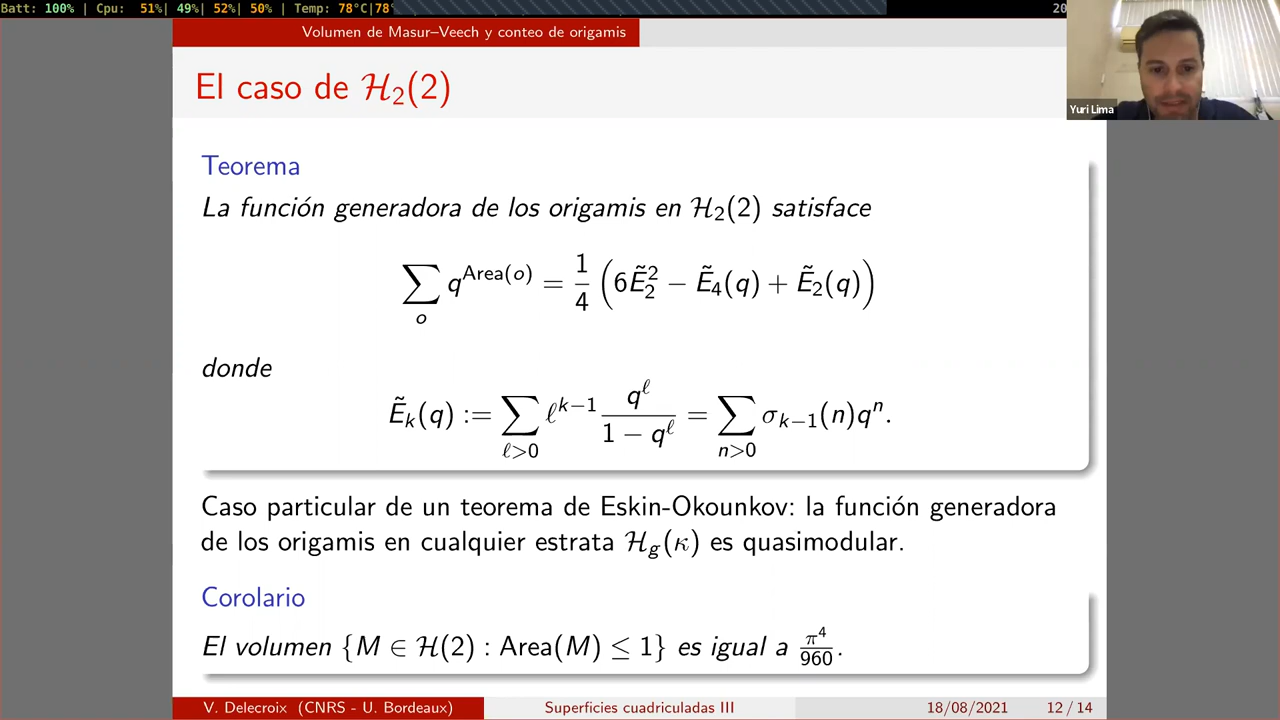 Batt: 100% | Cpu: 51%| 49%| 52%| 50% | Temp: 78°C|78°
20
Yuri Lima
Volumen de Masur–Veech y conteo de origamis
El caso de ℋ₂(2)
Teorema
La función generadora de los origamis en ℋ₂(2) satisface
∑_o q^{Area(o)} = 1/4 (6Ẽ₂² − Ẽ₄(q) + Ẽ₂(q))
donde
Ẽ_k(q) := ∑_{ℓ>0} ℓ^{k−1} q^ℓ/(1 − q^ℓ) = ∑_{n>0} σ_{k−1}(n)q^n.
Caso particular de un teorema de Eskin-Okounkov: la función generadora
de los origamis en cualquier estrata ℋ_g(κ) es quasimodular.
Corolario
El volumen {M ∈ ℋ(2) : Area(M) ≤ 1} es igual a π⁴/960.
V. Delecroix (CNRS - U. Bordeaux)
Superficies cuadriculadas III
18/08/2021
12 / 14